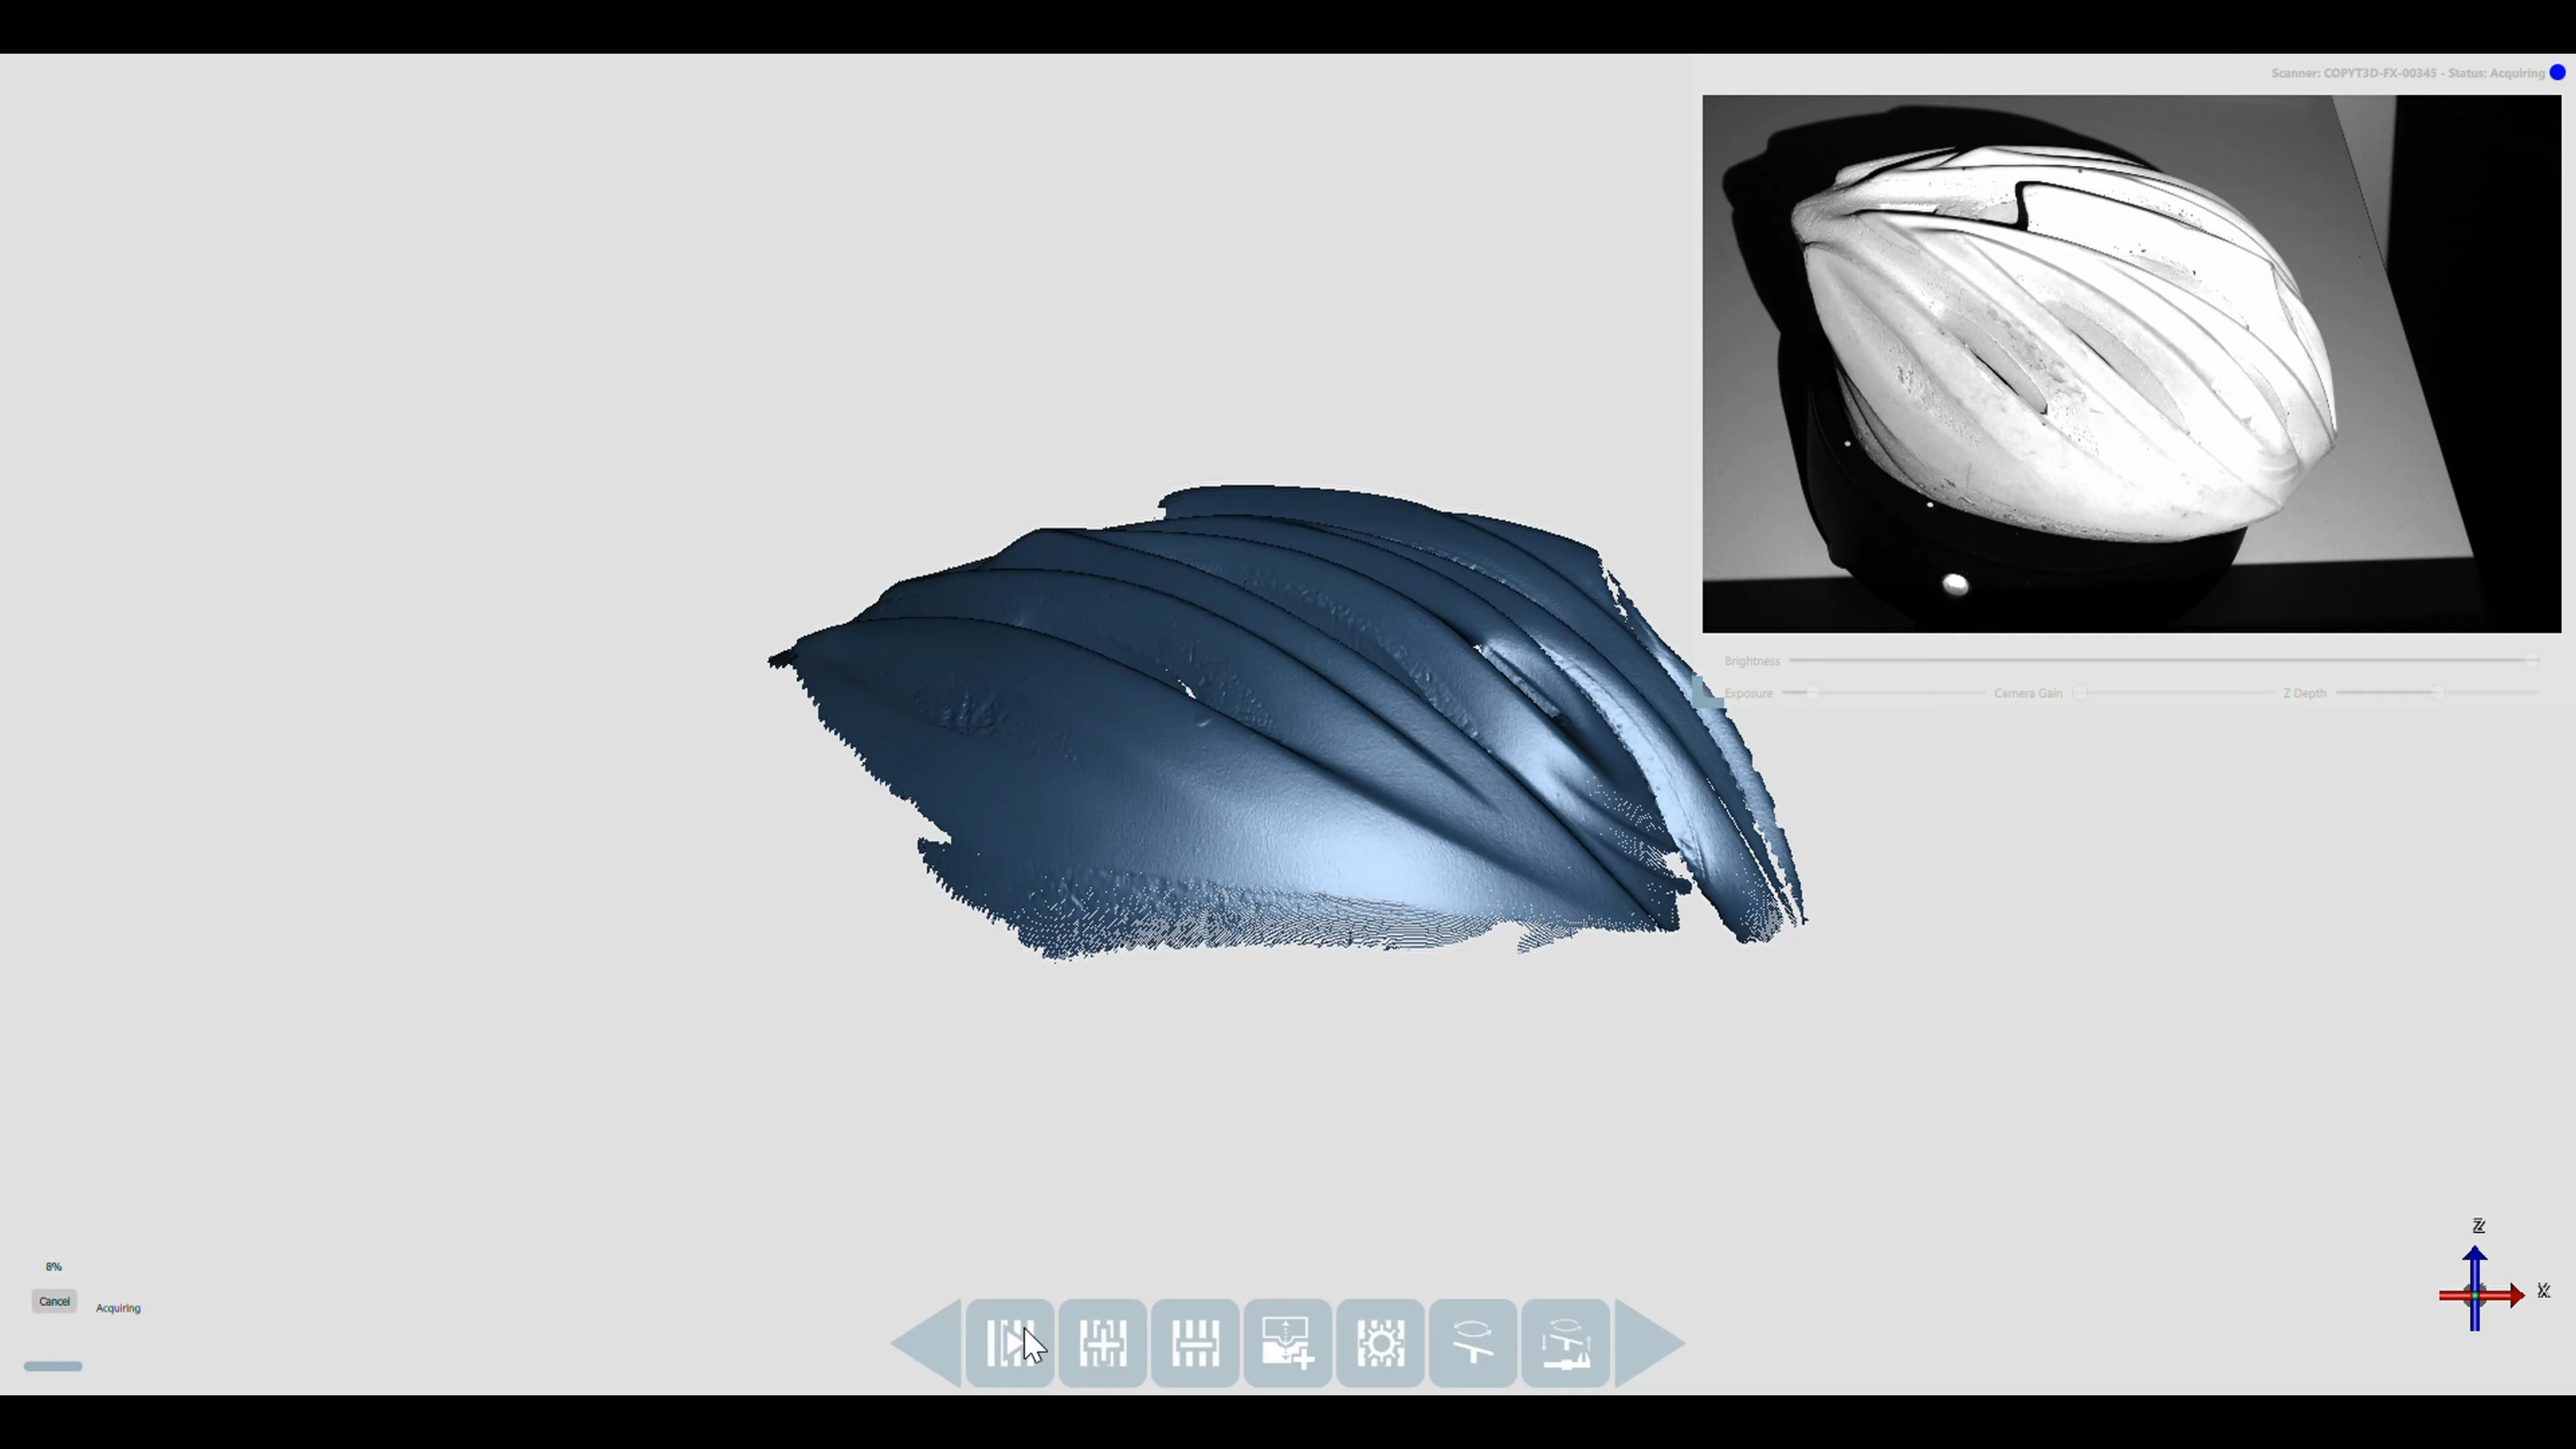 Scanner: COPYT3D-FX-00345 - Status: Acquiring
Brightness
Exposure Camera Gain Z Depth
Z
X
8%
Cancel Acquiring